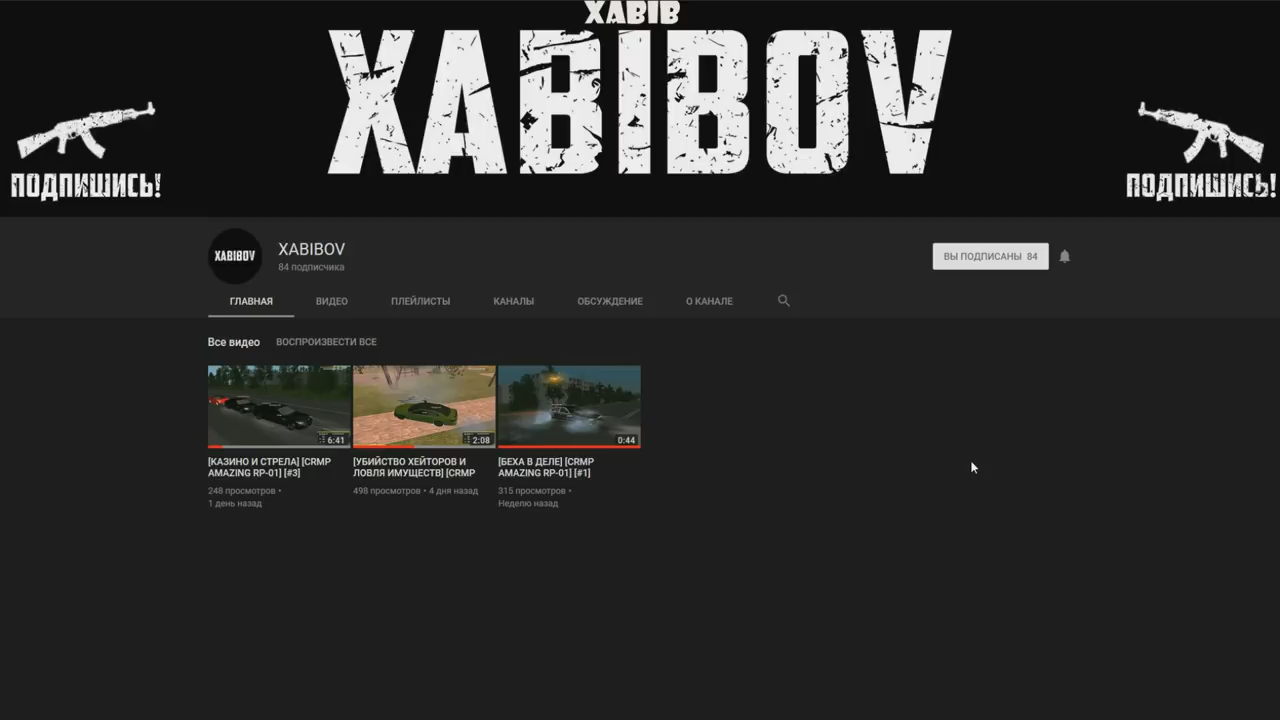 XABIB
XABIBOV
ПОДПИШИСЬ!
ПОДПИШИСЬ!
XABIBOV
XABIBOV
84 подписчика
ВЫ ПОДПИСАНЫ 84
ГЛАВНАЯ
ВИДЕО
ПЛЕЙЛИСТЫ
КАНАЛЫ
ОБСУЖДЕНИЕ
О КАНАЛЕ
Все видео
ВОСПРОИЗВЕСТИ ВСЕ
6:41
2:08
0:44
[КАЗИНО И СТРЕЛА] [CRMP
AMAZING RP-01] [#3]
248 просмотров •
1 день назад
[УБИЙСТВО ХЕЙТОРОВ И
ЛОВЛЯ ИМУЩЕСТВ] [CRMP
498 просмотров • 4 дня назад
[БЕХА В ДЕЛЕ] [CRMP
AMAZING RP-01] [#1]
315 просмотров •
Неделю назад